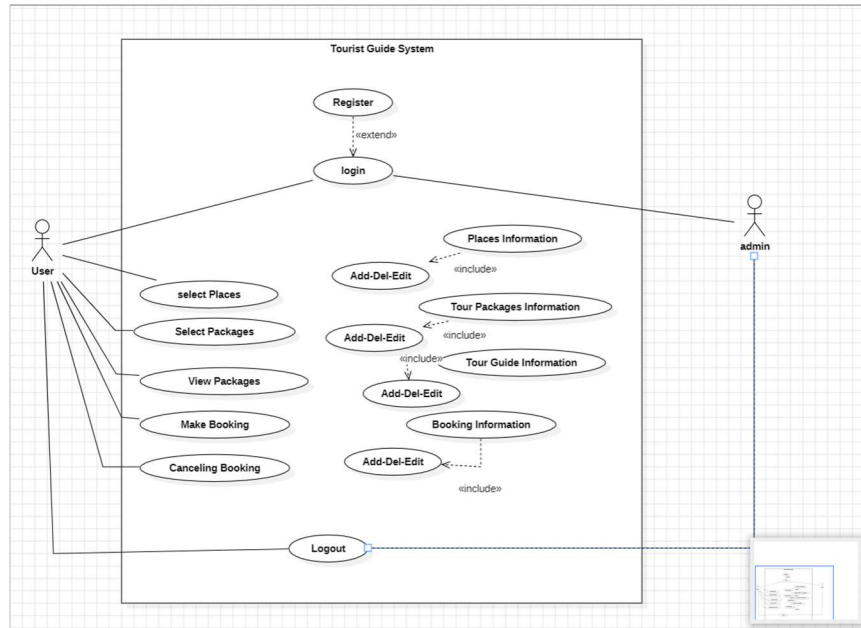 Tourist Guide System
Register
«extend»
login
User
admin
Places Information
«include»
Add-Del-Edit
select Places
Tour Packages Information
«include»
Add-Del-Edit
Select Packages
«include»
Tour Guide Information
View Packages
Add-Del-Edit
Make Booking
Booking Information
Canceling Booking
Add-Del-Edit
«include»
Logout